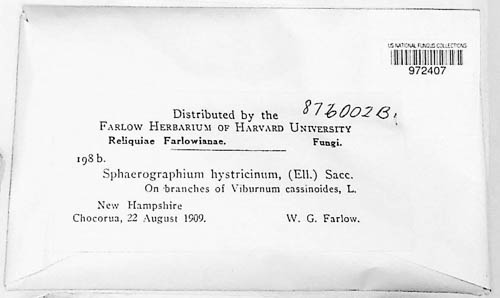 US NATIONAL FUNGUS COLLECTIONS
972407
Distributed by the 876002B.
FARLOW HERBARIUM OF HARVARD UNIVERSITY
Reliquiae Farlowianae. Fungi.
198 b.
Sphaerographium hystricinum, (Ell.) Sacc.
On branches of Viburnum cassinoides, L.
New Hampshire
Chocorua, 22 August 1909. W. G. Farlow.